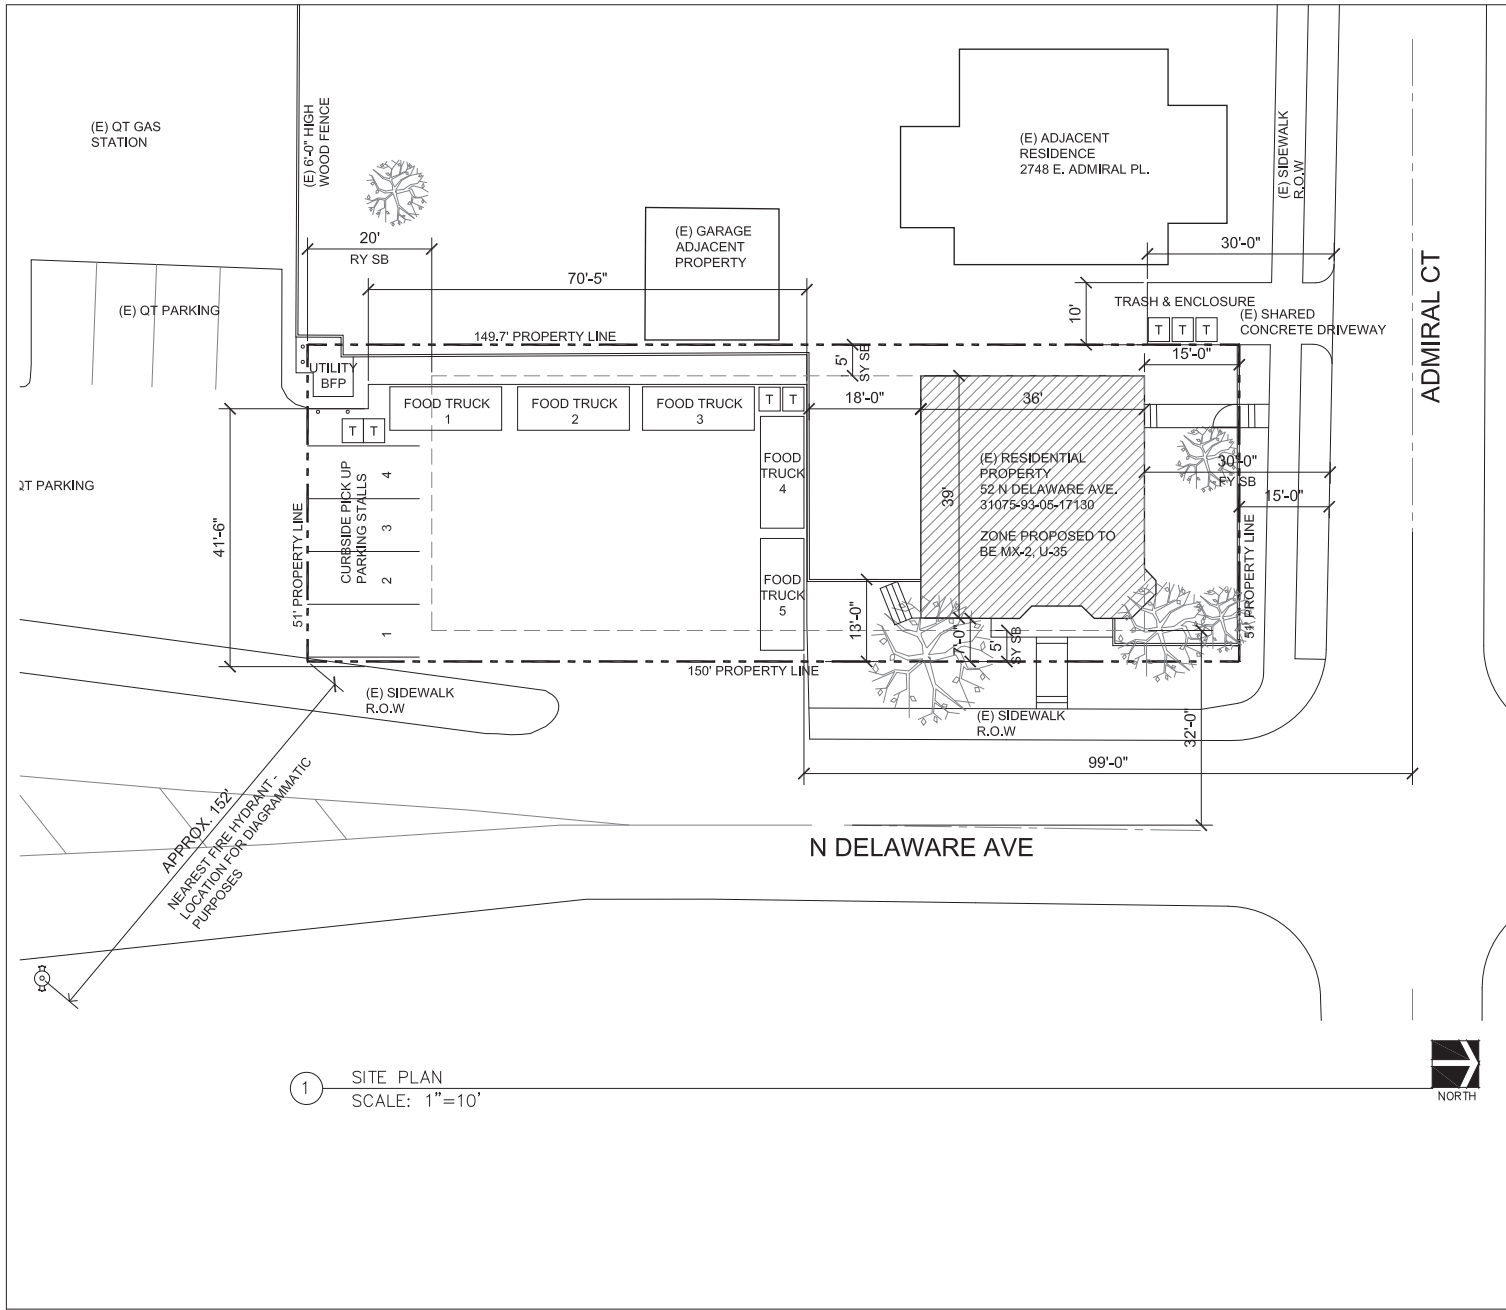 (E) QT GAS
STATION
(E) 6'-0" HIGH
WOOD FENCE
(E) ADJACENT
RESIDENCE
2748 E. ADMIRAL PL.
(E) SIDEWALK
R.O.W
20'
RY SB
(E) GARAGE
ADJACENT
PROPERTY
30'-0"
ADMIRAL CT
70'-5"
(E) QT PARKING
10'
TRASH & ENCLOSURE
(E) SHARED
CONCRETE DRIVEWAY
T T T
149.7' PROPERTY LINE
5'
SY SB
15'-0"
UTILITY
BFP
FOOD TRUCK
1
FOOD TRUCK
2
FOOD TRUCK
3
T T
18'-0"
36'
T T
FOOD
TRUCK
4
(E) RESIDENTIAL
PROPERTY
52 N DELAWARE AVE.
31075-93-05-17130
ZONE PROPOSED TO
BE MX-2, U-35
39'
30'-0"
FY SB
15'-0"
QT PARKING
41'-6"
51' PROPERTY LINE
CURBSIDE PICK UP
PARKING STALLS
4
3
2
1
FOOD
TRUCK
5
13'-0"
7'-0"
5'
SY SB
51' PROPERTY LINE
150' PROPERTY LINE
(E) SIDEWALK
R.O.W
(E) SIDEWALK
R.O.W
32'-0"
99'-0"
APPROX. 152'
NEAREST FIRE HYDRANT -
LOCATION FOR DIAGRAMMATIC
PURPOSES
N DELAWARE AVE
1
SITE PLAN
SCALE: 1"=10'
NORTH